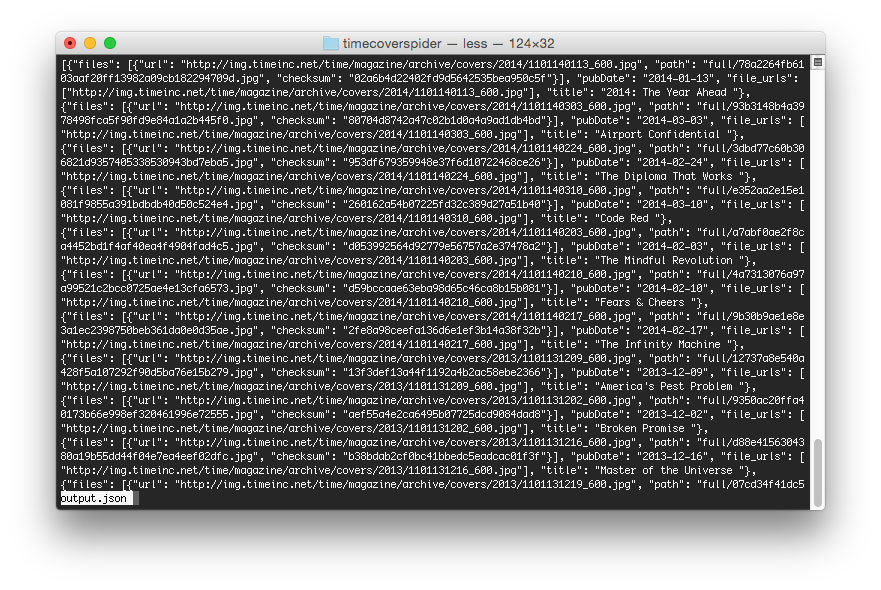 timecoverspider — less — 124×32
[{"files": [{"url": "http://img.timeinc.net/time/magazine/archive/covers/2014/1101140113_600.jpg", "path": "full/78a2264fb61
03aaf20ff13982a09cb182294709d.jpg", "checksum": "02a6b4d22402fd9d5642535bea950c5f"}], "pubDate": "2014-01-13", "file_urls":
["http://img.timeinc.net/time/magazine/archive/covers/2014/1101140113_600.jpg"], "title": "2014: The Year Ahead "},
{"files": [{"url": "http://img.timeinc.net/time/magazine/archive/covers/2014/1101140303_600.jpg", "path": "full/93b3148b4a39
78498fca5f90fd9e84a1a2b445f0.jpg", "checksum": "80704d8742a47c02b1d0a4a9ad1db4bd"}], "pubDate": "2014-03-03", "file_urls": [
"http://img.timeinc.net/time/magazine/archive/covers/2014/1101140303_600.jpg"], "title": "Airport Confidential "},
{"files": [{"url": "http://img.timeinc.net/time/magazine/archive/covers/2014/1101140224_600.jpg", "path": "full/3dbd77c60b30
6821d9357405338530943bd7eba5.jpg", "checksum": "953df679359948e37f6d10722468ce26"}], "pubDate": "2014-02-24", "file_urls": [
"http://img.timeinc.net/time/magazine/archive/covers/2014/1101140224_600.jpg"], "title": "The Diploma That Works "},
{"files": [{"url": "http://img.timeinc.net/time/magazine/archive/covers/2014/1101140310_600.jpg", "path": "full/e352aa2e15e1
081f9855a391bdbdb40d50c524e4.jpg", "checksum": "260162a54b07225fd32c389d27a51b40"}], "pubDate": "2014-03-10", "file_urls": [
"http://img.timeinc.net/time/magazine/archive/covers/2014/1101140310_600.jpg"], "title": "Code Red "},
{"files": [{"url": "http://img.timeinc.net/time/magazine/archive/covers/2014/1101140203_600.jpg", "path": "full/a7abf0ae2f8c
a4452bd1f4af40ea4f4904fad4c5.jpg", "checksum": "d053992564d92779e56757a2e37478a2"}], "pubDate": "2014-02-03", "file_urls": [
"http://img.timeinc.net/time/magazine/archive/covers/2014/1101140203_600.jpg"], "title": "The Mindful Revolution "},
{"files": [{"url": "http://img.timeinc.net/time/magazine/archive/covers/2014/1101140210_600.jpg", "path": "full/4a7313076a97
a99521c2bcc0725ae4e13cfa6573.jpg", "checksum": "d59bccaae63eba98d65c46ca8b15b081"}], "pubDate": "2014-02-10", "file_urls": [
"http://img.timeinc.net/time/magazine/archive/covers/2014/1101140210_600.jpg"], "title": "Fears & Cheers "},
{"files": [{"url": "http://img.timeinc.net/time/magazine/archive/covers/2014/1101140217_600.jpg", "path": "full/9b30b9ae1e8e
3a1ec2398750beb361da0e0d35ae.jpg", "checksum": "2fe8a98ceefa136d6e1ef3b14a38f32b"}], "pubDate": "2014-02-17", "file_urls": [
"http://img.timeinc.net/time/magazine/archive/covers/2014/1101140217_600.jpg"], "title": "The Infinity Machine "},
{"files": [{"url": "http://img.timeinc.net/time/magazine/archive/covers/2013/1101131209_600.jpg", "path": "full/12737a8e540a
428f5a107292f90d5ba76e15b279.jpg", "checksum": "13f3def13a44f1192a4b2ac58ebe2366"}], "pubDate": "2013-12-09", "file_urls": [
"http://img.timeinc.net/time/magazine/archive/covers/2013/1101131209_600.jpg"], "title": "America's Pest Problem "},
{"files": [{"url": "http://img.timeinc.net/time/magazine/archive/covers/2013/1101131202_600.jpg", "path": "full/9350ac20ffa4
0173b66e998ef320461996e72555.jpg", "checksum": "aef55a4e2ca6495b07725dcd9084dad8"}], "pubDate": "2013-12-02", "file_urls": [
"http://img.timeinc.net/time/magazine/archive/covers/2013/1101131202_600.jpg"], "title": "Broken Promise "},
{"files": [{"url": "http://img.timeinc.net/time/magazine/archive/covers/2013/1101131216_600.jpg", "path": "full/d88e4156304
80a19b55dd44f04e7ea4eef02dfc.jpg", "checksum": "b38bdab2cf0bc41bbedc5eadcac01f3f"}], "pubDate": "2013-12-16", "file_urls": [
"http://img.timeinc.net/time/magazine/archive/covers/2013/1101131216_600.jpg"], "title": "Master of the Universe "},
{"files": [{"url": "http://img.timeinc.net/time/magazine/archive/covers/2013/1101131219_600.jpg", "path": "full/07cd34f41dc5
output.json